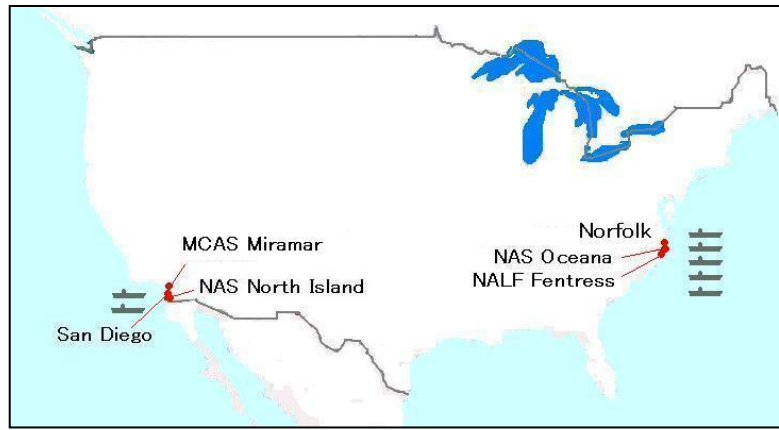 MCAS Miramar
NAS North Island
San Diego
Norfolk
NAS Oceana
NALF Fentress